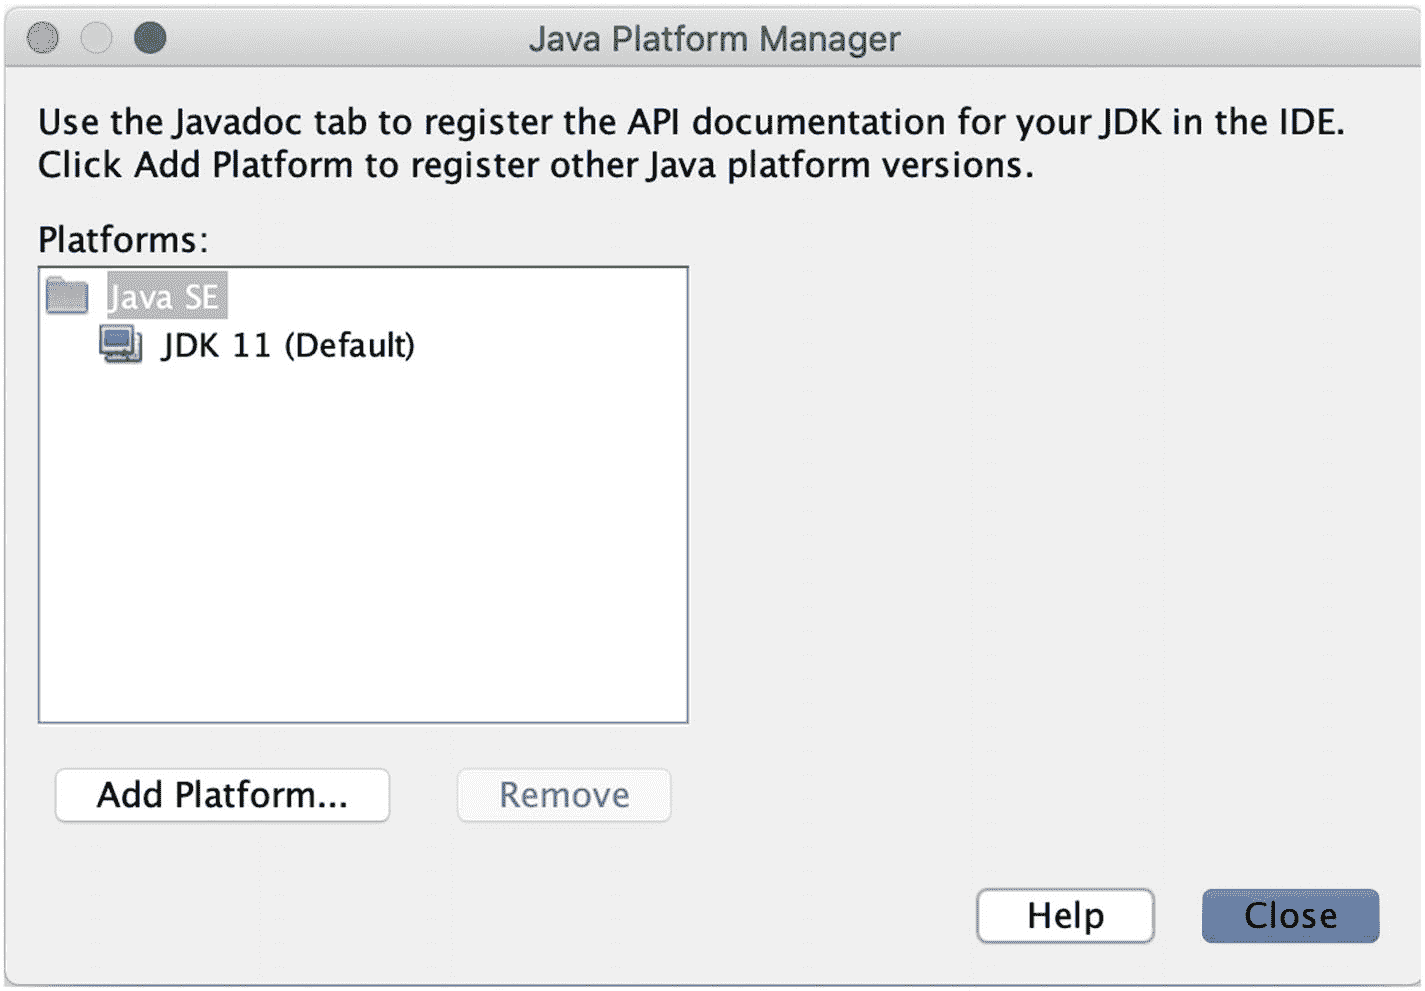 Java Platform Manager
Use the Javadoc tab to register the API documentation for your JDK in the IDE.
Click Add Platform to register other Java platform versions.
Platforms:
Java SE
JDK 11 (Default)
Add Platform...
Remove
Help
Close